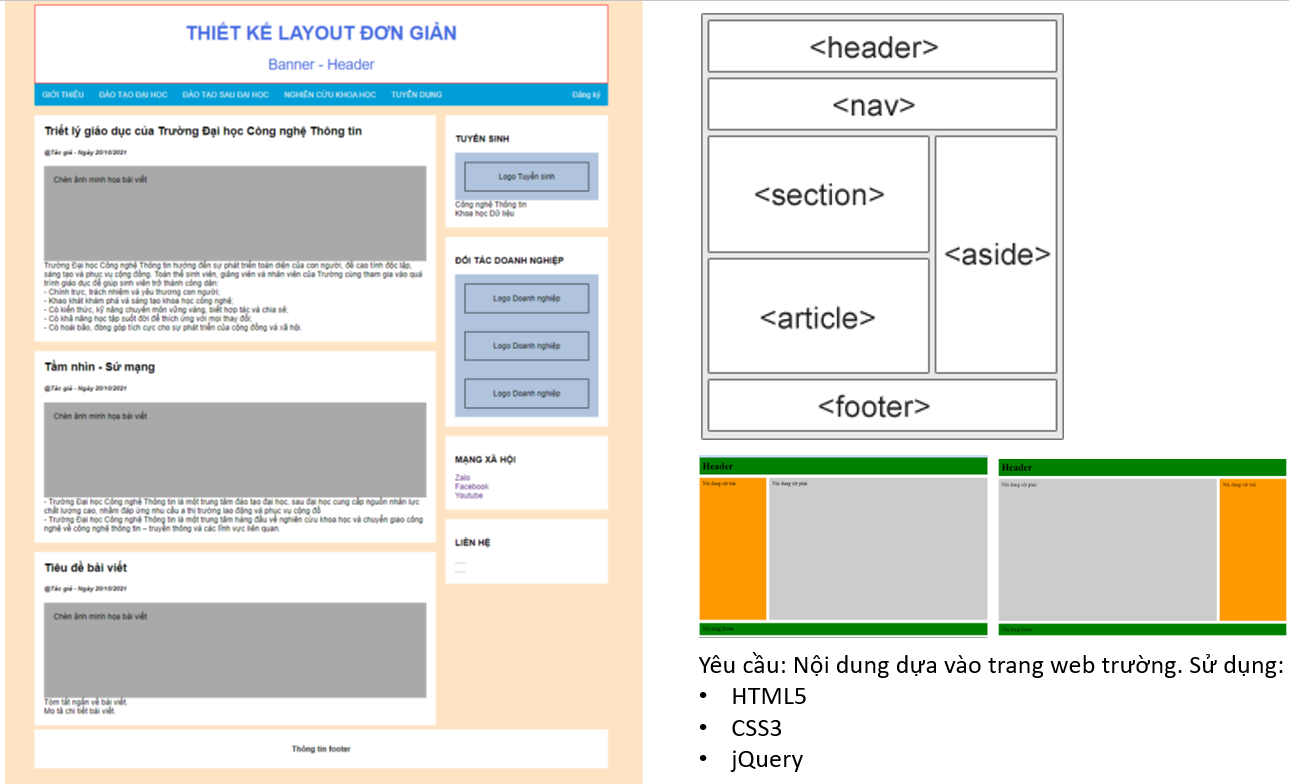 THIẾT KẾ LAYOUT ĐƠN GIẢN
Banner - Header
GIỚI THIỆU ĐÀO TẠO ĐẠI HỌC ĐÀO TẠO SAU ĐẠI HỌC NGHIÊN CỨU KHOA HỌC TUYỂN DỤNG Đăng ký
Triết lý giáo dục của Trường Đại học Công nghệ Thông tin
@Tác giả - Ngày 20/10/2021
Chèn ảnh minh họa bài viết
Trường Đại học Công nghệ Thông tin hướng đến sự phát triển toàn diện của con người, đề cao tính độc lập,
sáng tạo và phục vụ cộng đồng. Toàn thể sinh viên, giảng viên và nhân viên của Trường cùng tham gia vào quá
trình giáo dục để giúp sinh viên trở thành công dân:
- Chính trực, trách nhiệm và yêu thương con người;
- Khao khát khám phá và sáng tạo khoa học công nghệ;
- Có kiến thức, kỹ năng chuyên môn vững vàng, biết hợp tác và chia sẻ;
- Có khả năng học tập suốt đời để thích ứng với mọi thay đổi;
- Có hoài bão, đóng góp tích cực cho sự phát triển của cộng đồng và xã hội.
Tầm nhìn - Sứ mạng
@Tác giả - Ngày 20/10/2021
Chèn ảnh minh họa bài viết
- Trường Đại học Công nghệ Thông tin là một trung tâm đào tạo đại học, sau đại học cung cấp nguồn nhân lực
chất lượng cao, nhằm đáp ứng nhu cầu a thị trường lao động và phục vụ cộng đồ
- Trường Đại học Công nghệ Thông tin là một trung tâm hàng đầu về nghiên cứu khoa học và chuyển giao công
nghệ về công nghệ thông tin – truyền thông và các lĩnh vực liên quan.
Tiêu đề bài viết
@Tác giả - Ngày 20/10/2021
Chèn ảnh minh họa bài viết
Tóm tắt ngắn về bài viết.
Mô tả chi tiết bài viết.
TUYỂN SINH
Logo Tuyển sinh
Công nghệ Thông tin
Khoa học Dữ liệu
ĐỐI TÁC DOANH NGHIỆP
Logo Doanh nghiệp
Logo Doanh nghiệp
Logo Doanh nghiệp
MẠNG XÃ HỘI
Zalo
Facebook
Youtube
LIÊN HỆ
.....
.....
Thông tin footer
<header>
<nav>
<section>
<aside>
<article>
<footer>
Header
Nội dung cột trái Nội dung cột phải
Nội dung footer
Header
Nội dung cột phải Nội dung cột trái
Nội dung footer
Yêu cầu: Nội dung dựa vào trang web trường. Sử dụng:
• HTML5
• CSS3
• jQuery